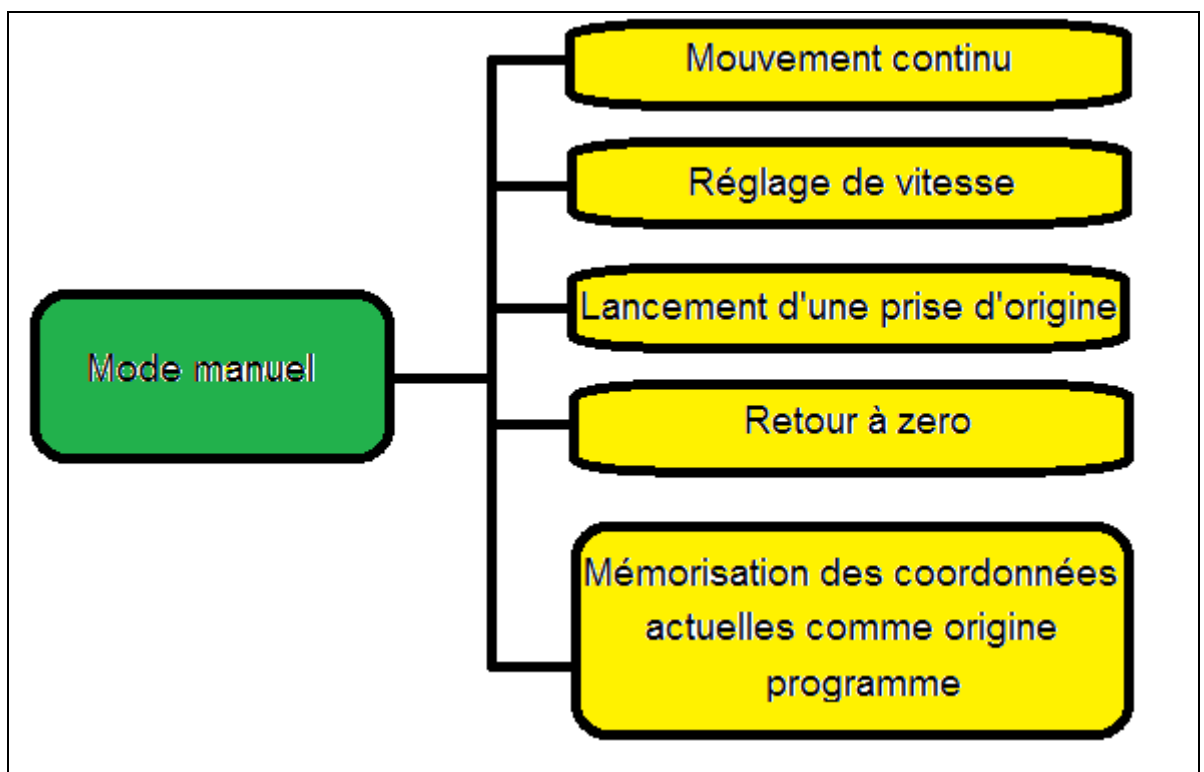 Mouvement continu
Réglage de vitesse
Lancement d'une prise d'origine
Mode manuel
Retour à zero
Mémorisation des coordonnées
actuelles comme origine
programme